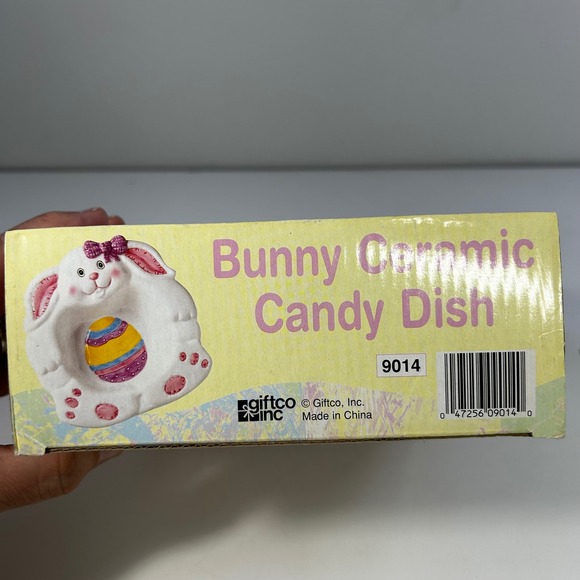 Bunny Ceramic
Candy Dish
9014
giftco
inc
© Giftco, Inc.
Made in China
0 47256 09014 0